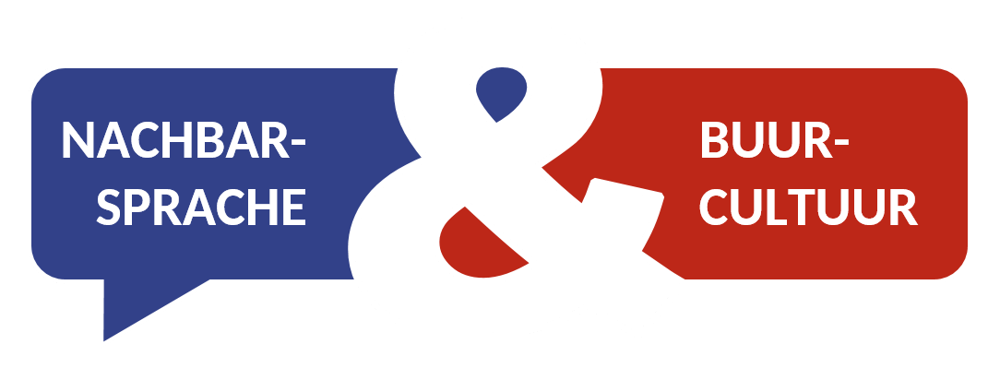 NACHBAR-
SPRACHE
&
BUUR-
CULTUUR